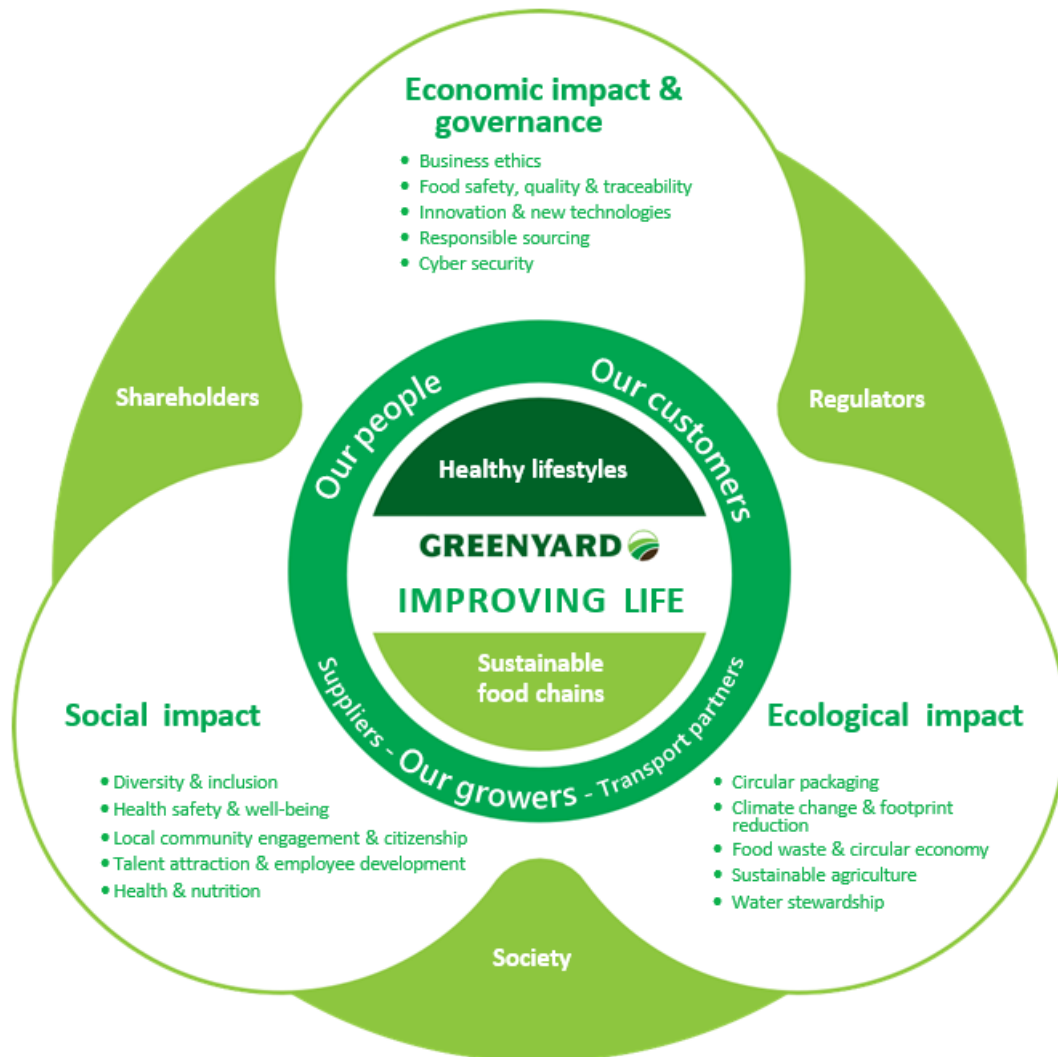 Economic impact &
governance
• Business ethics
• Food safety, quality & traceability
• Innovation & new technologies
• Responsible sourcing
• Cyber security
Shareholders
Regulators
Our people
Our customers
Healthy lifestyles
GREENYARD
IMPROVING LIFE
Sustainable
food chains
Suppliers - Our growers - Transport partners
Social impact
• Diversity & inclusion
• Health safety & well-being
• Local community engagement & citizenship
• Talent attraction & employee development
• Health & nutrition
Ecological impact
• Circular packaging
• Climate change & footprint
reduction
• Food waste & circular economy
• Sustainable agriculture
• Water stewardship
Society